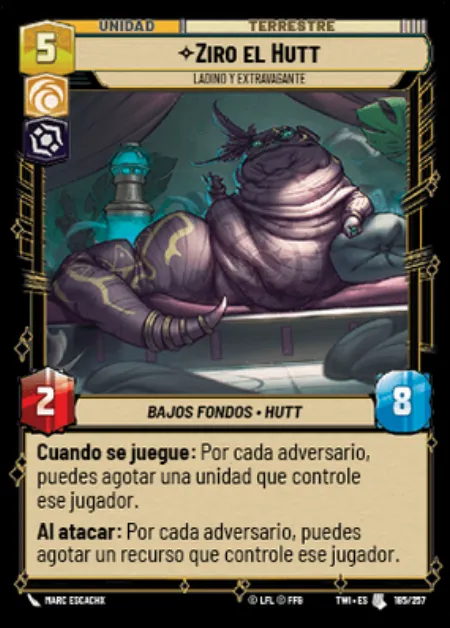 5
UNIDAD
TERRESTRE
Ziro el Hutt
LADINO Y EXTRAVAGANTE
2
BAJOS FONDOS • HUTT
8
Cuando se juegue: Por cada adversario,
puedes agotar una unidad que controle
ese jugador.
Al atacar: Por cada adversario, puedes
agotar un recurso que controle ese jugador.
MARC ESCACHX
© LFL © FFG
TWI • ES
185/257